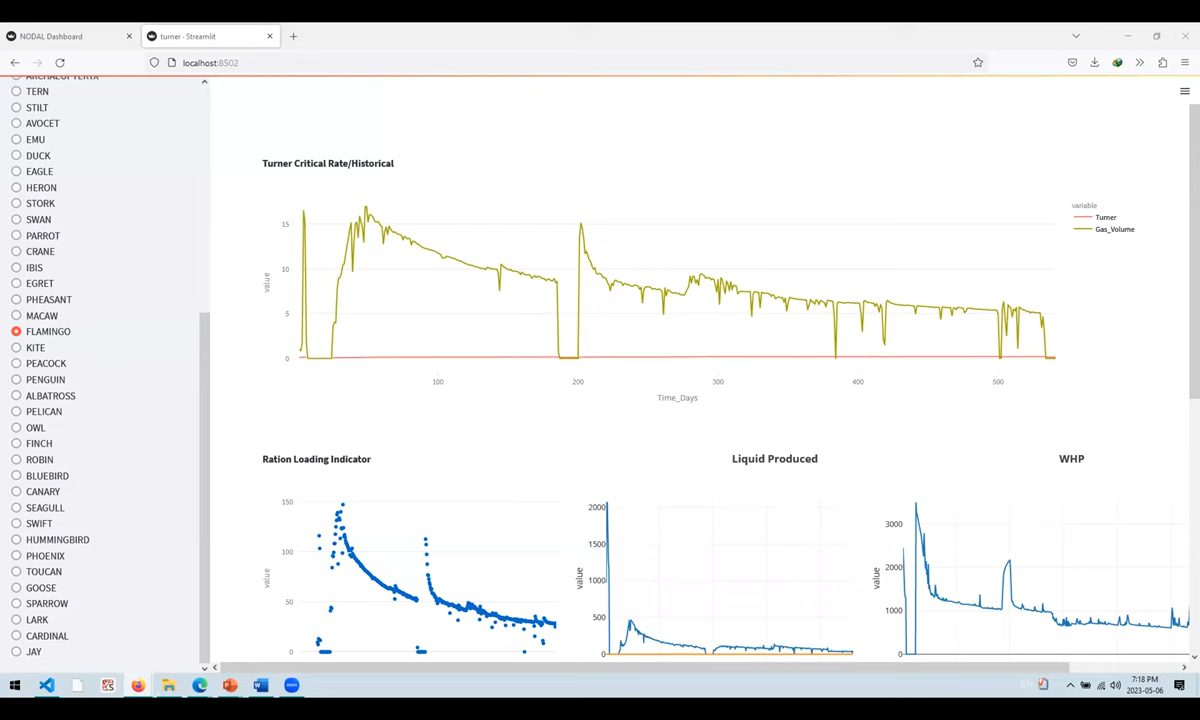 NODAL Dashboard
turner · Streamlit
localhost:8502
ARCHAEOPTERYX
TERN
STILT
AVOCET
EMU
DUCK
EAGLE
HERON
STORK
SWAN
PARROT
CRANE
IBIS
EGRET
PHEASANT
MACAW
FLAMINGO
KITE
PEACOCK
PENGUIN
ALBATROSS
PELICAN
OWL
FINCH
ROBIN
BLUEBIRD
CANARY
SEAGULL
SWIFT
HUMMINGBIRD
PHOENIX
TOUCAN
GOOSE
SPARROW
LARK
CARDINAL
JAY
Turner Critical Rate/Historical
15
10
5
0
value
100 200 300 400 500
Time_Days
variable
Turner
Gas_Volume
Ration Loading Indicator
150
100
50
0
value
Liquid Produced
2000
1500
1000
500
0
value
WHP
3000
2000
1000
0
value
7:18 PM
2023-05-06